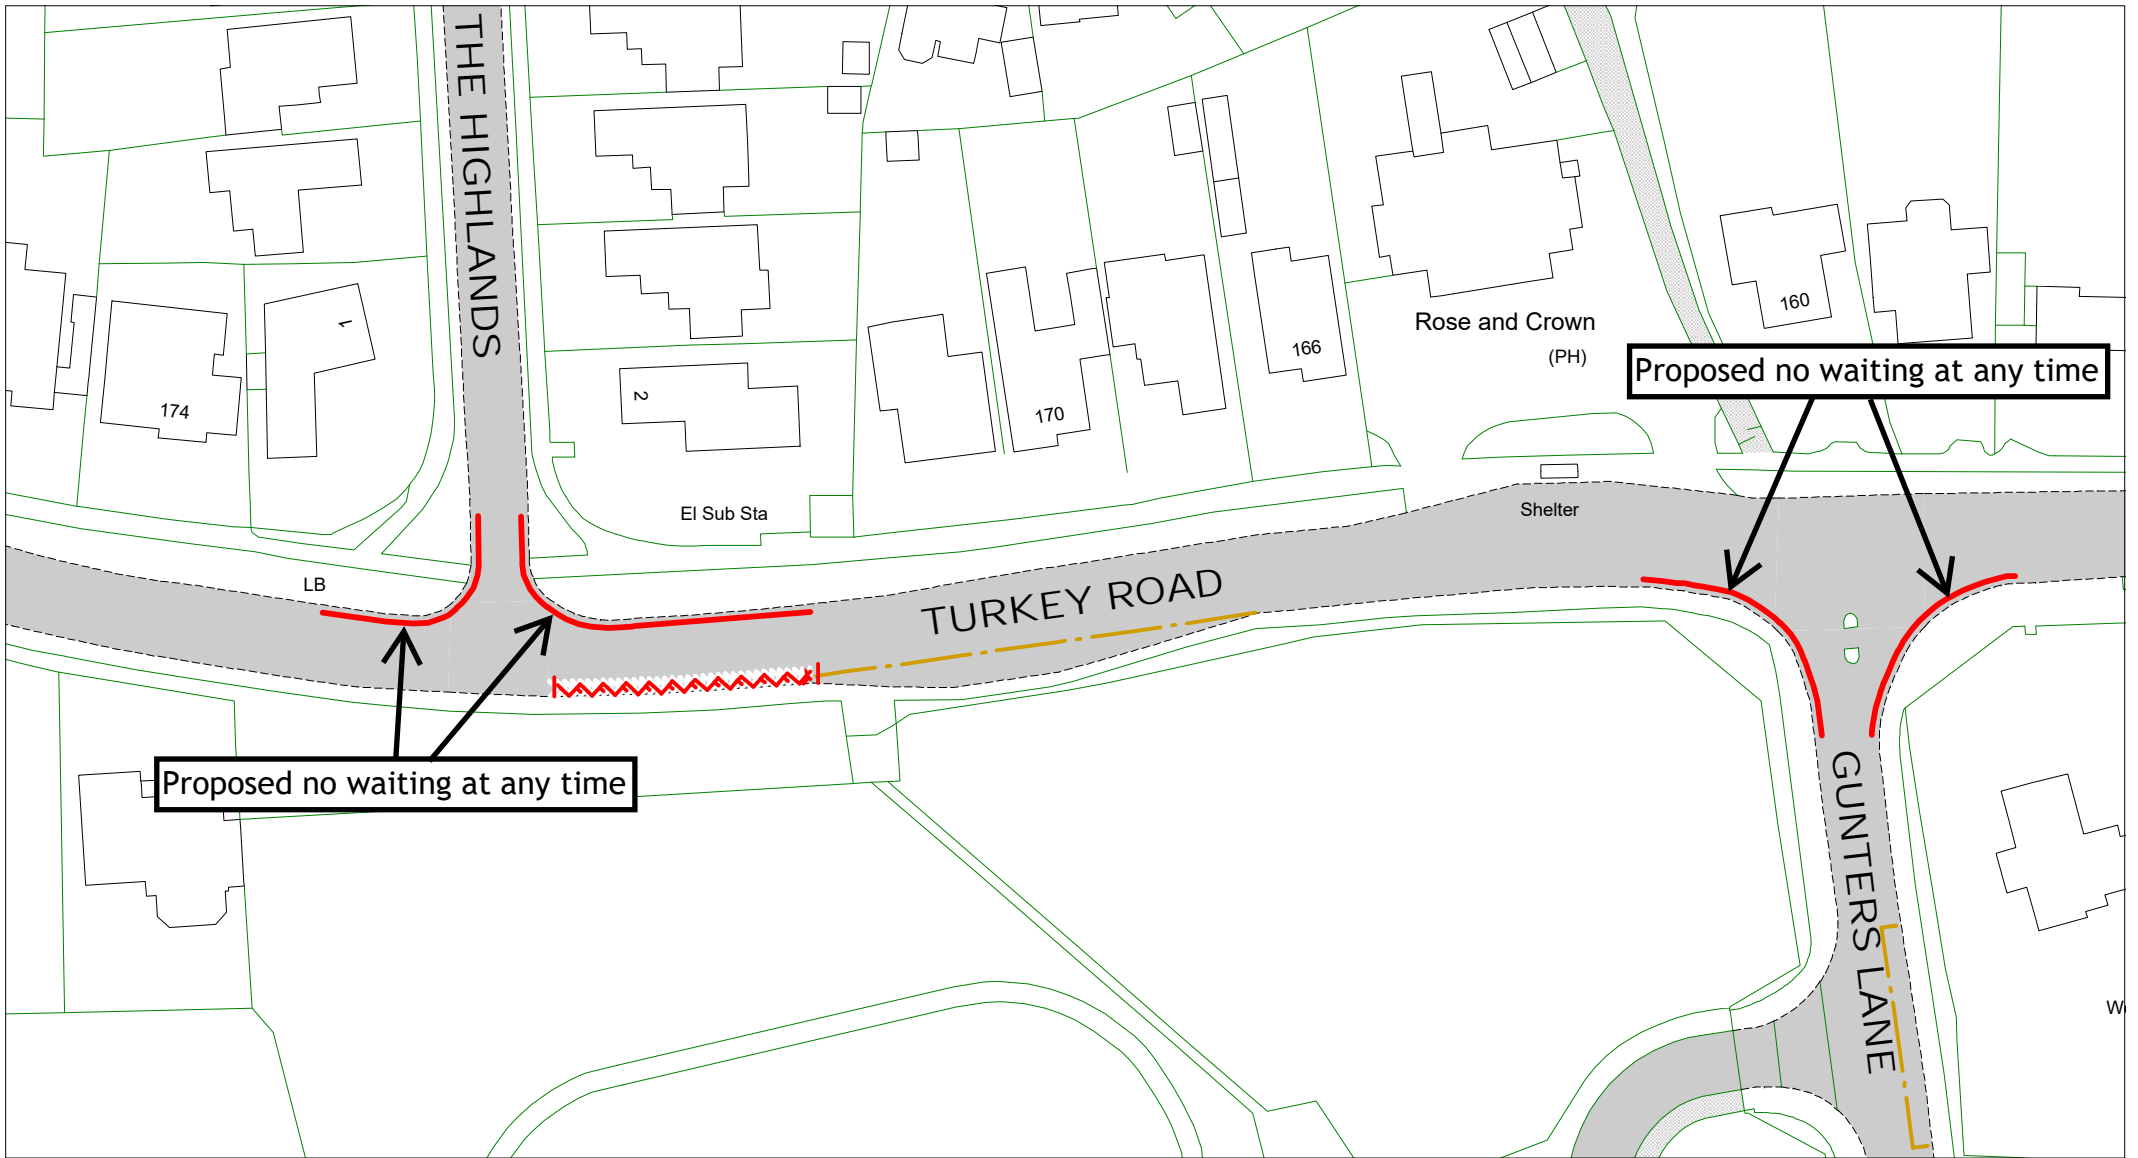 THE HIGHLANDS
1
174
2
El Sub Sta
170
166
Rose and Crown
(PH)
160
Proposed no waiting at any time
Shelter
LB
TURKEY ROAD
Proposed no waiting at any time
GUNTERS LANE